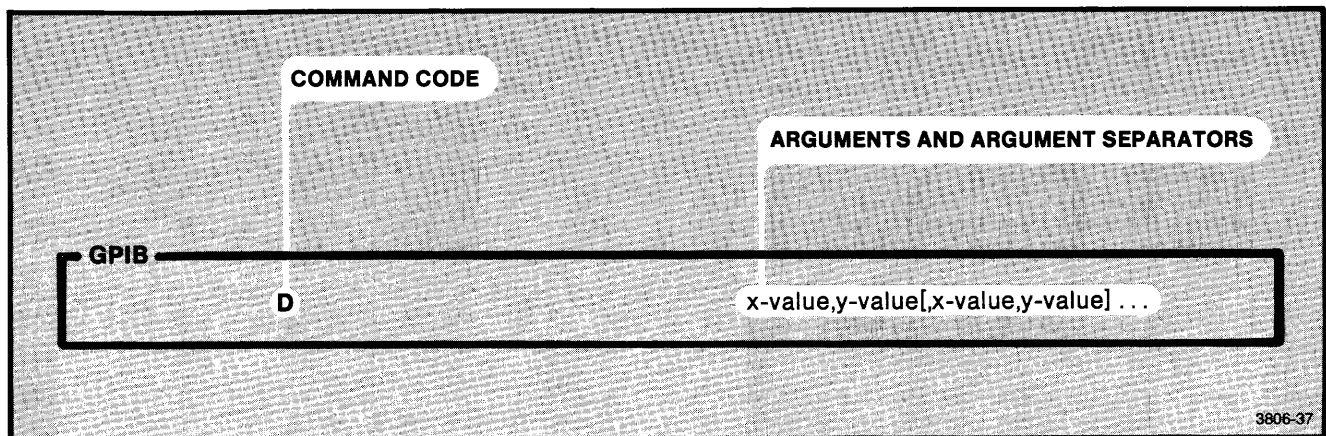 COMMAND CODE
ARGUMENTS AND ARGUMENT SEPARATORS
GPIB
D
x-value,y-value[,x-value,y-value] . . .
3806-37